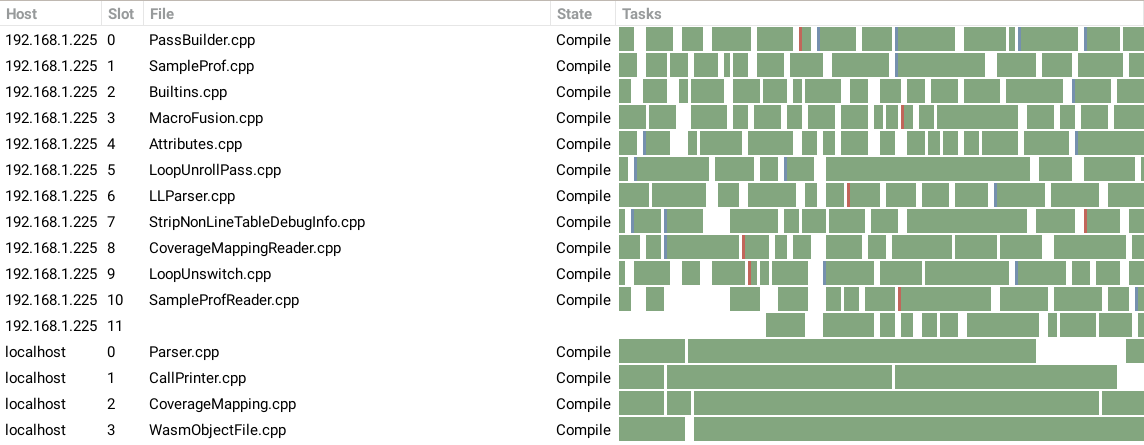 Host Slot File State Tasks
192.168.1.225 0 PassBuilder.cpp Compile
192.168.1.225 1 SampleProf.cpp Compile
192.168.1.225 2 Builtins.cpp Compile
192.168.1.225 3 MacroFusion.cpp Compile
192.168.1.225 4 Attributes.cpp Compile
192.168.1.225 5 LoopUnrollPass.cpp Compile
192.168.1.225 6 LLParser.cpp Compile
192.168.1.225 7 StripNonLineTableDebugInfo.cpp Compile
192.168.1.225 8 CoverageMappingReader.cpp Compile
192.168.1.225 9 LoopUnswitch.cpp Compile
192.168.1.225 10 SampleProfReader.cpp Compile
192.168.1.225 11
localhost 0 Parser.cpp Compile
localhost 1 CallPrinter.cpp Compile
localhost 2 CoverageMapping.cpp Compile
localhost 3 WasmObjectFile.cpp Compile